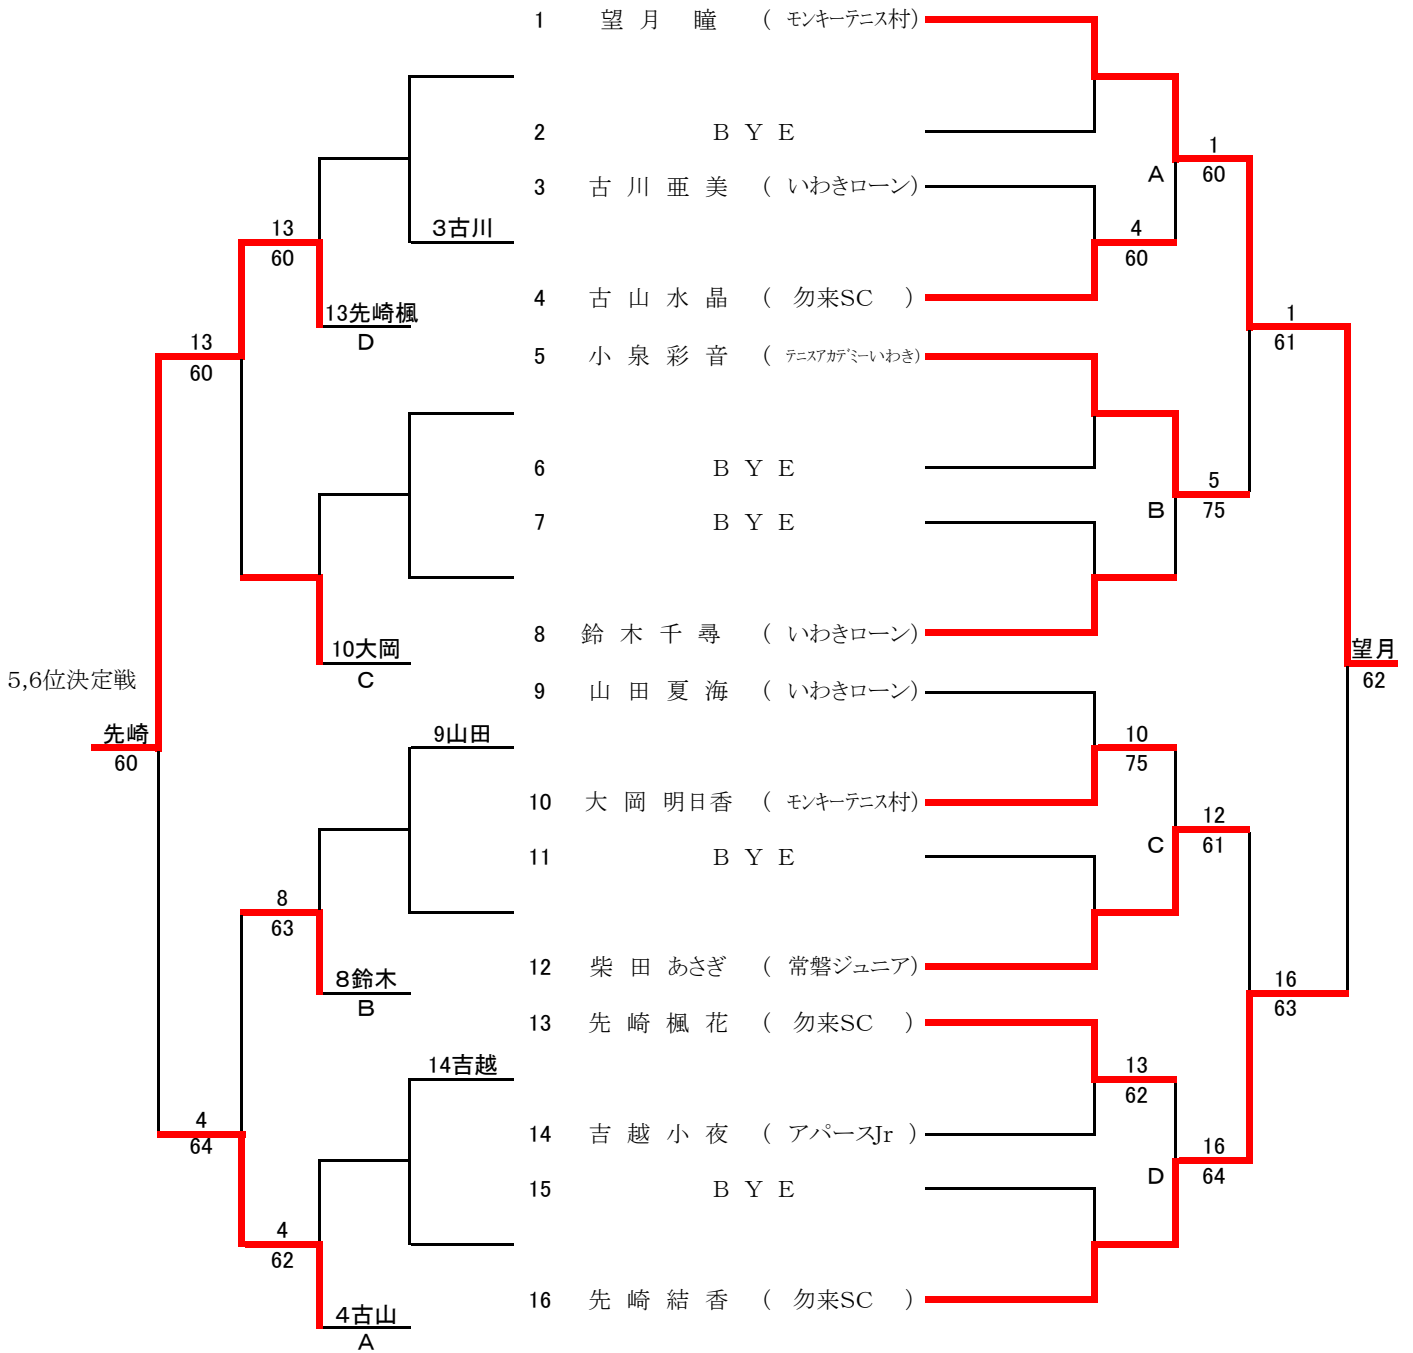 1 望月 瞳 ( モンキーテニス村)
2 BYE
3 古川亜美 ( いわきローン)
4 古山水晶 ( 勿来SC )
5 小泉彩音 ( テニスアカデミーいわき)
6 BYE
7 BYE
8 鈴木千尋 ( いわきローン)
9 山田夏海 ( いわきローン)
10 大岡明日香 ( モンキーテニス村)
11 BYE
12 柴田あさぎ ( 常磐ジュニア)
13 先崎楓花 ( 勿来SC )
14 吉越小夜 ( アパースJr )
15 BYE
16 先崎結香 ( 勿来SC )
A
1
60
4
60
1
61
B
5
75
望月
62
10
75
C
12
61
16
63
13
62
D
16
64
3古川
13
60
13先崎楓
D
13
60
10大岡
C
5,6位決定戦
先崎
60
9山田
8
63
8鈴木
B
14吉越
4
64
4
62
4古山
A